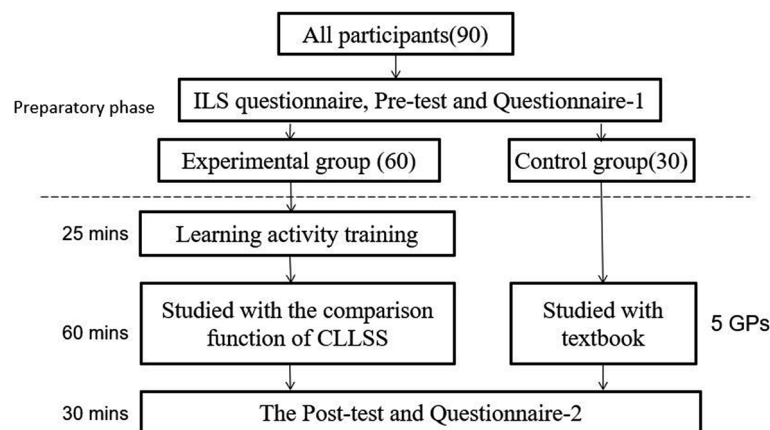 All participants(90)
Preparatory phase
ILS questionnaire, Pre-test and Questionnaire-1
Experimental group (60)
Control group(30)
25 mins
Learning activity training
60 mins
Studied with the comparison
function of CLLSS
Studied with
textbook
5 GPs
30 mins
The Post-test and Questionnaire-2